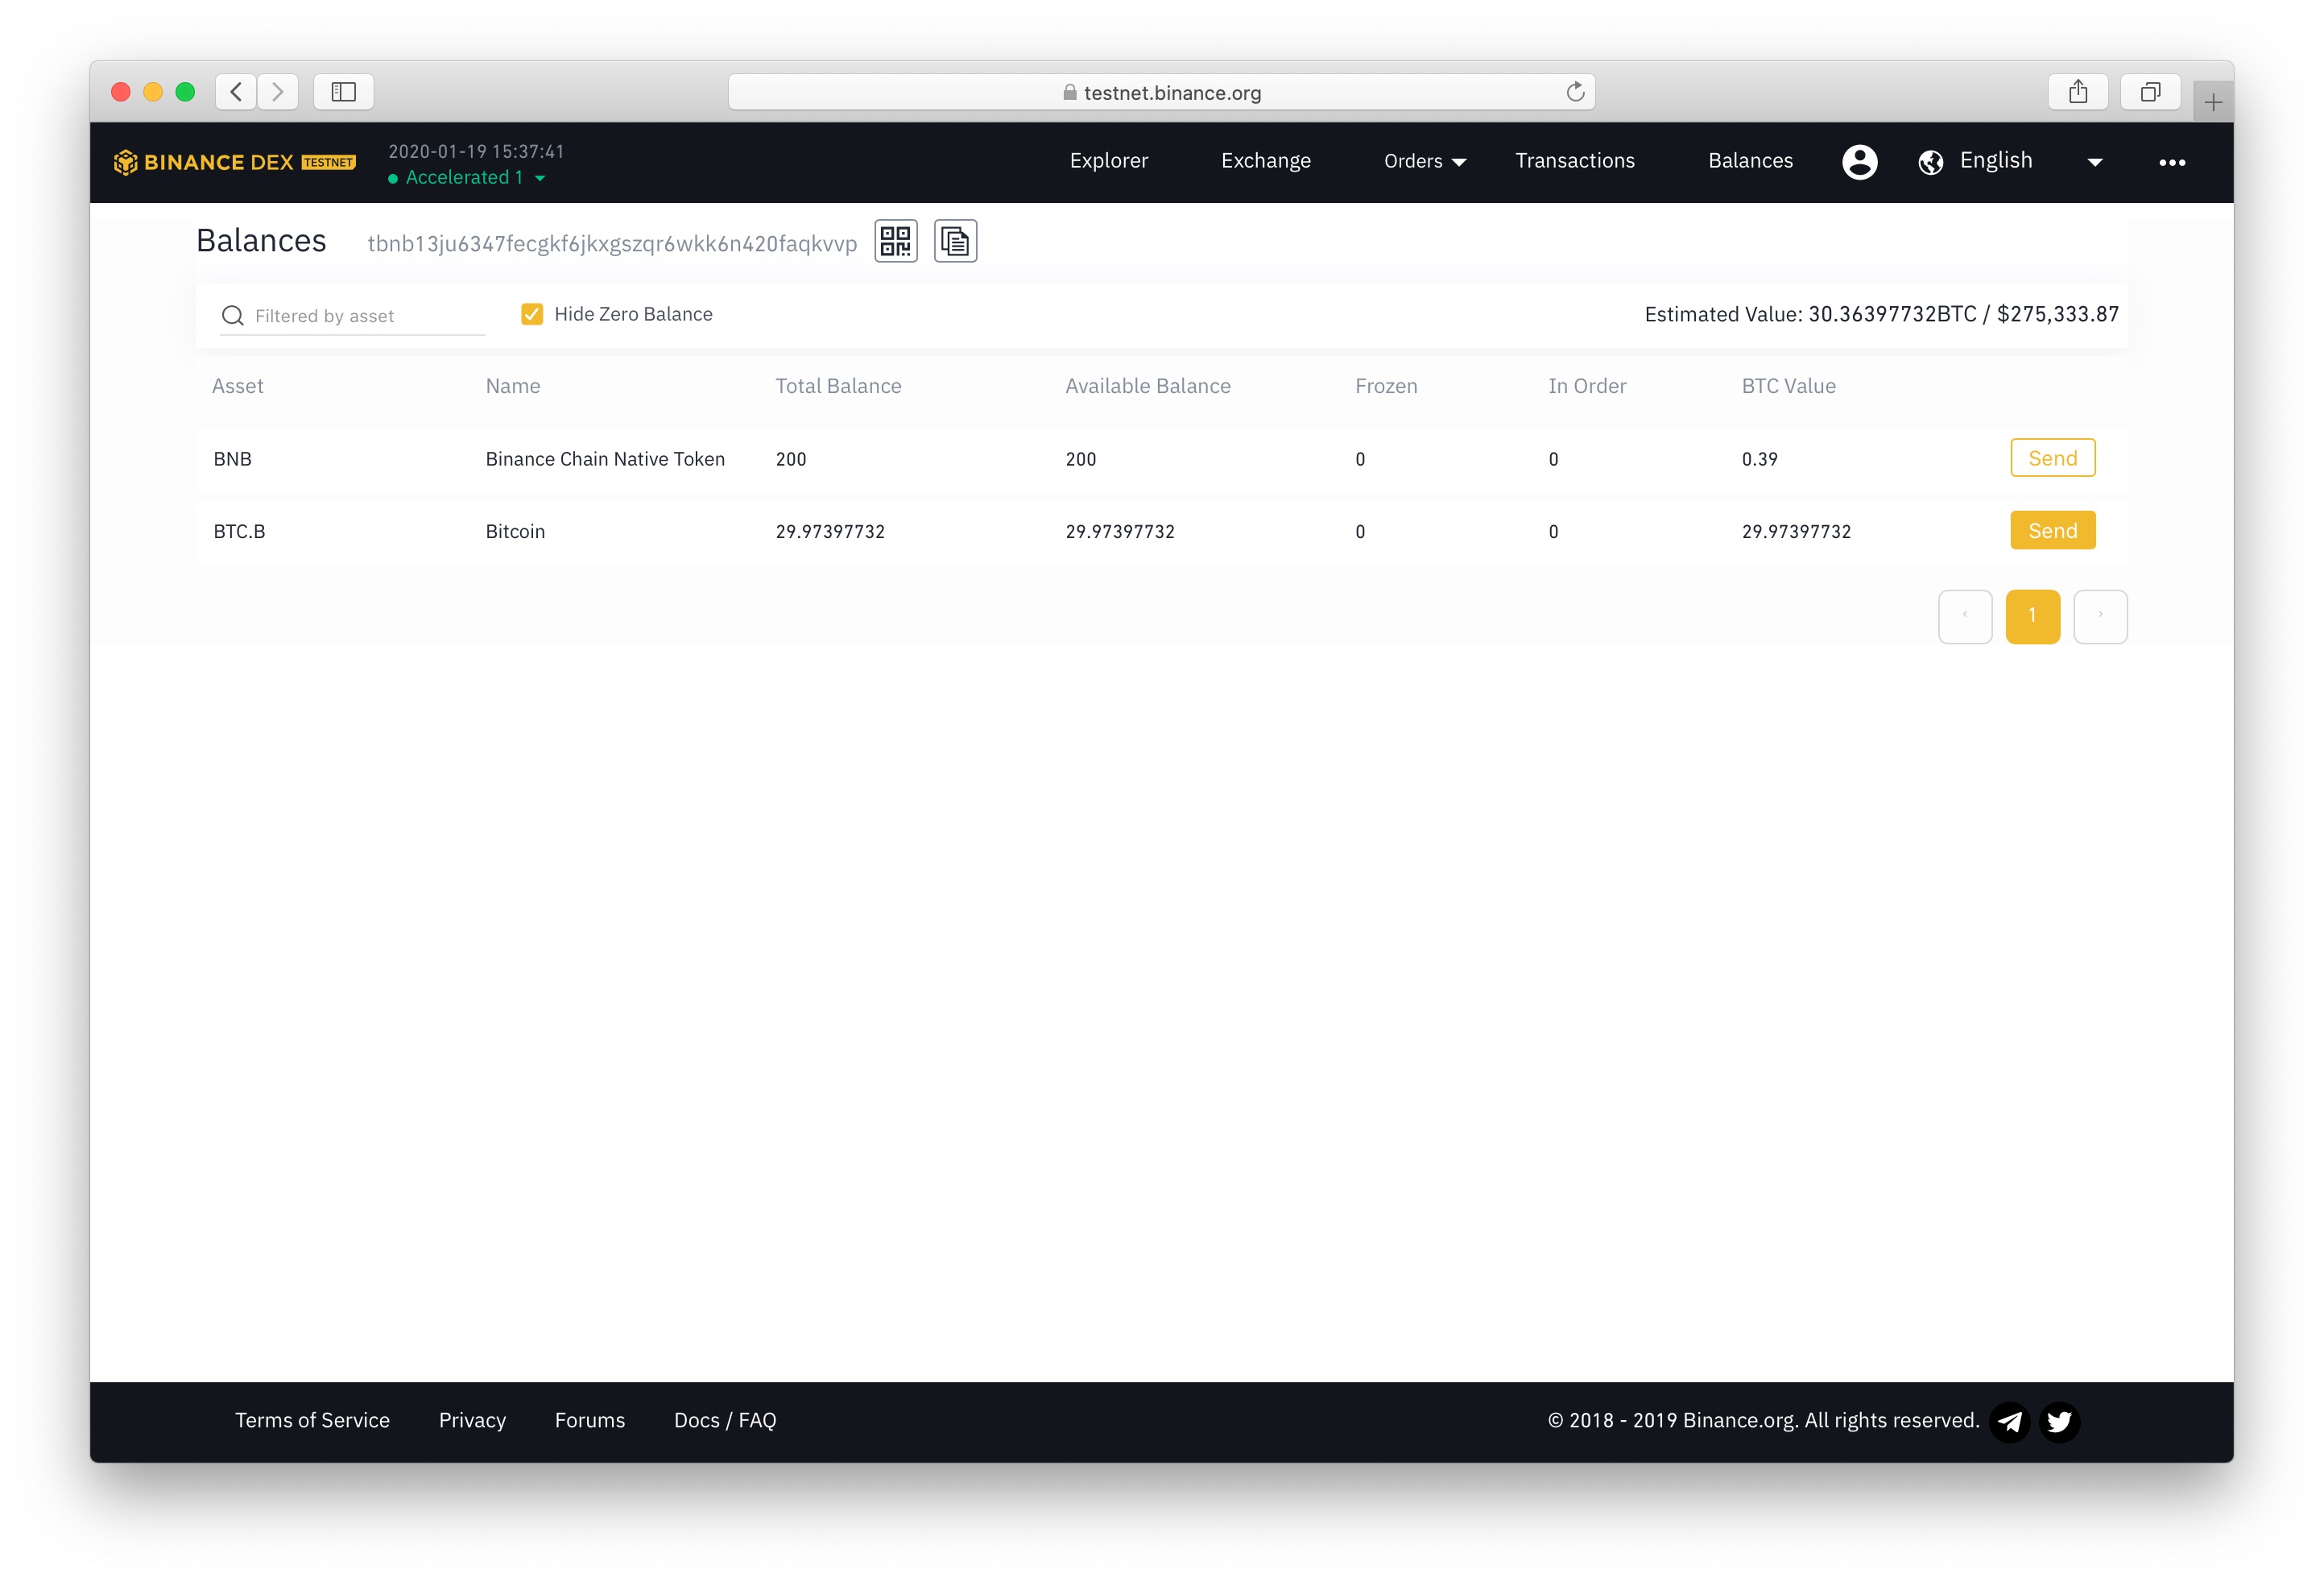 testnet.binance.org
BINANCE DEX TESTNET
2020-01-19 15:37:41
Accelerated 1
Explorer Exchange Orders Transactions Balances English
Balances tbnb13ju6347fecgkf6jkxgszqr6wkk6n420faqkvvp
Filtered by asset Hide Zero Balance Estimated Value: 30.36397732BTC / $275,333.87
Asset Name Total Balance Available Balance Frozen In Order BTC Value
BNB Binance Chain Native Token 200 200 0 0 0.39 Send
BTC.B Bitcoin 29.97397732 29.97397732 0 0 29.97397732 Send
1
Terms of Service Privacy Forums Docs / FAQ © 2018 - 2019 Binance.org. All rights reserved.